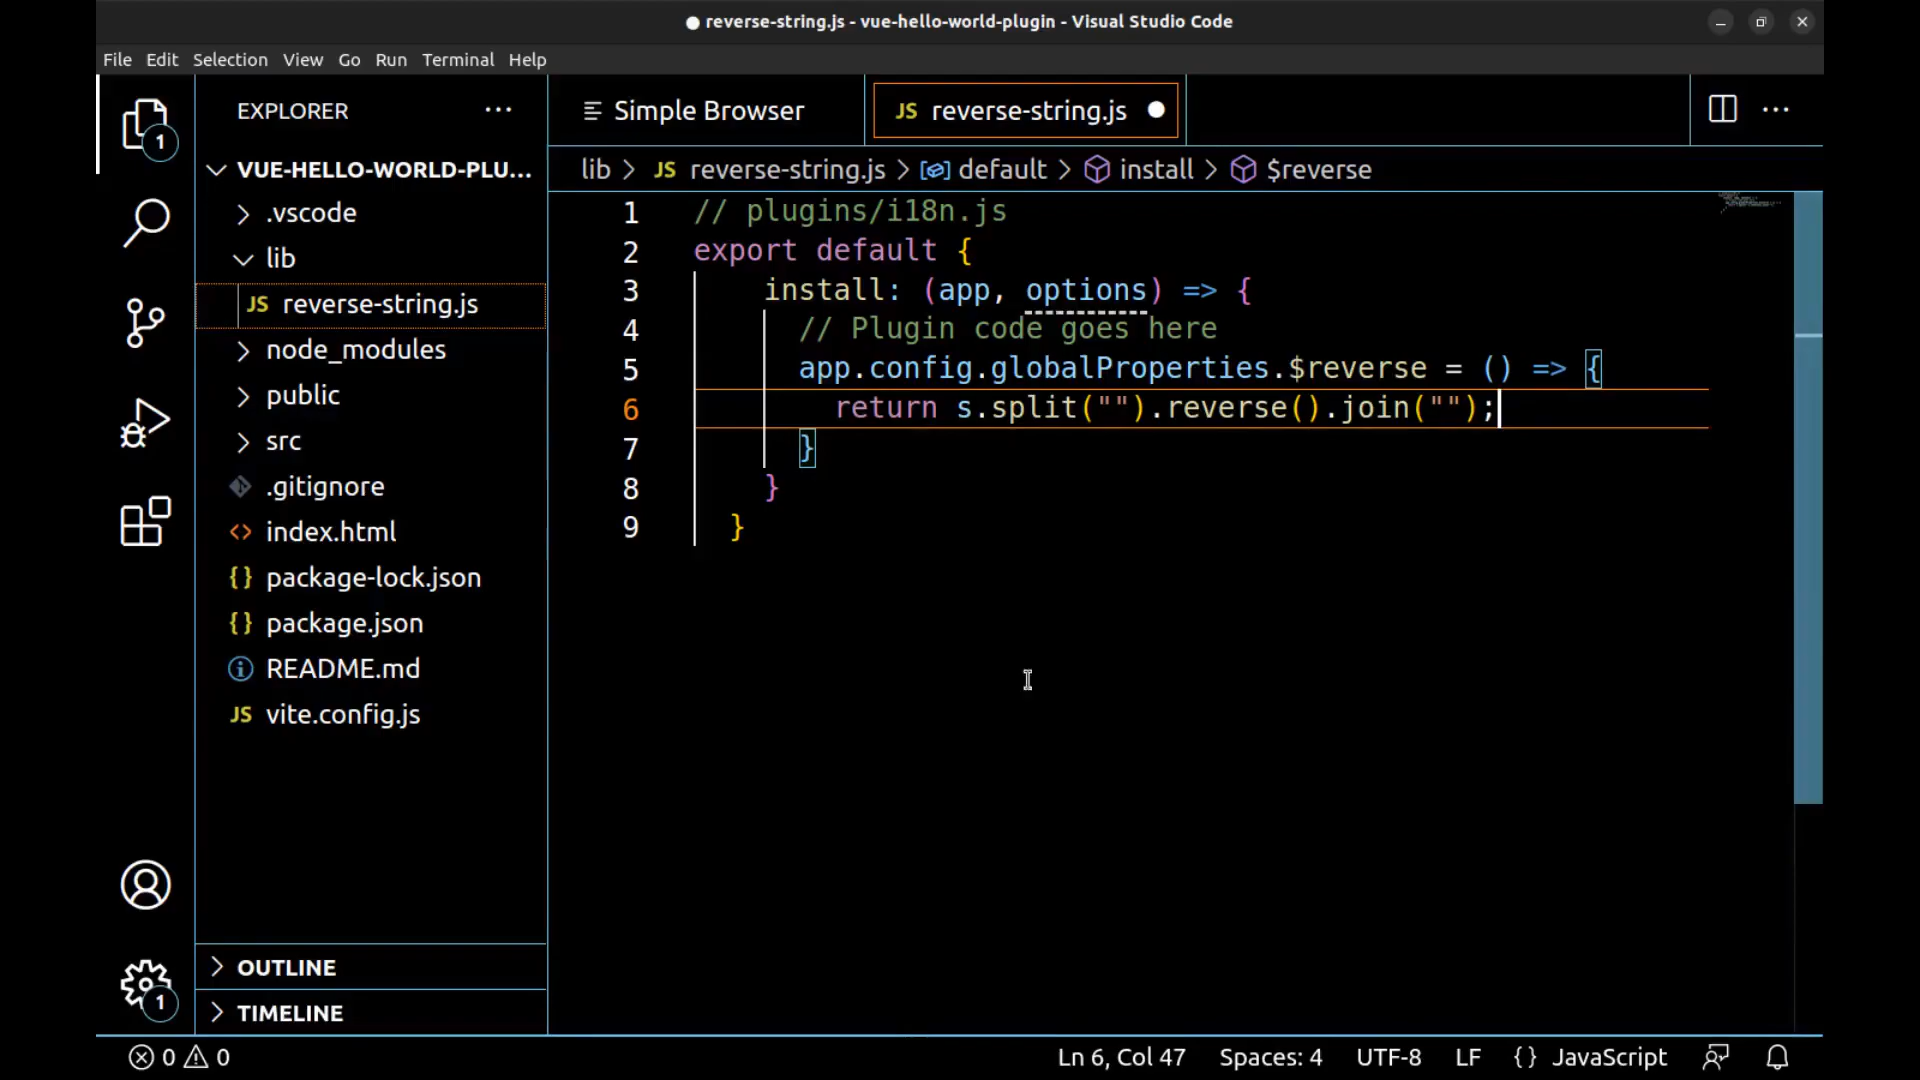 reverse-string.js - vue-hello-world-plugin - Visual Studio Code
File Edit Selection View Go Run Terminal Help
EXPLORER
Simple Browser
JS reverse-string.js
1
VUE-HELLO-WORLD-PLU...
lib > JS reverse-string.js > default > install > $reverse
.vscode
lib
JS reverse-string.js
node_modules
public
src
.gitignore
index.html
{} package-lock.json
{} package.json
README.md
JS vite.config.js
1 // plugins/i18n.js
2 export default {
3 install: (app, options) => {
4 // Plugin code goes here
5 app.config.globalProperties.$reverse = () => {
6 return s.split("").reverse().join("");
7 }
8 }
9 }
OUTLINE
1
TIMELINE
0 0
Ln 6, Col 47 Spaces: 4 UTF-8 LF {} JavaScript